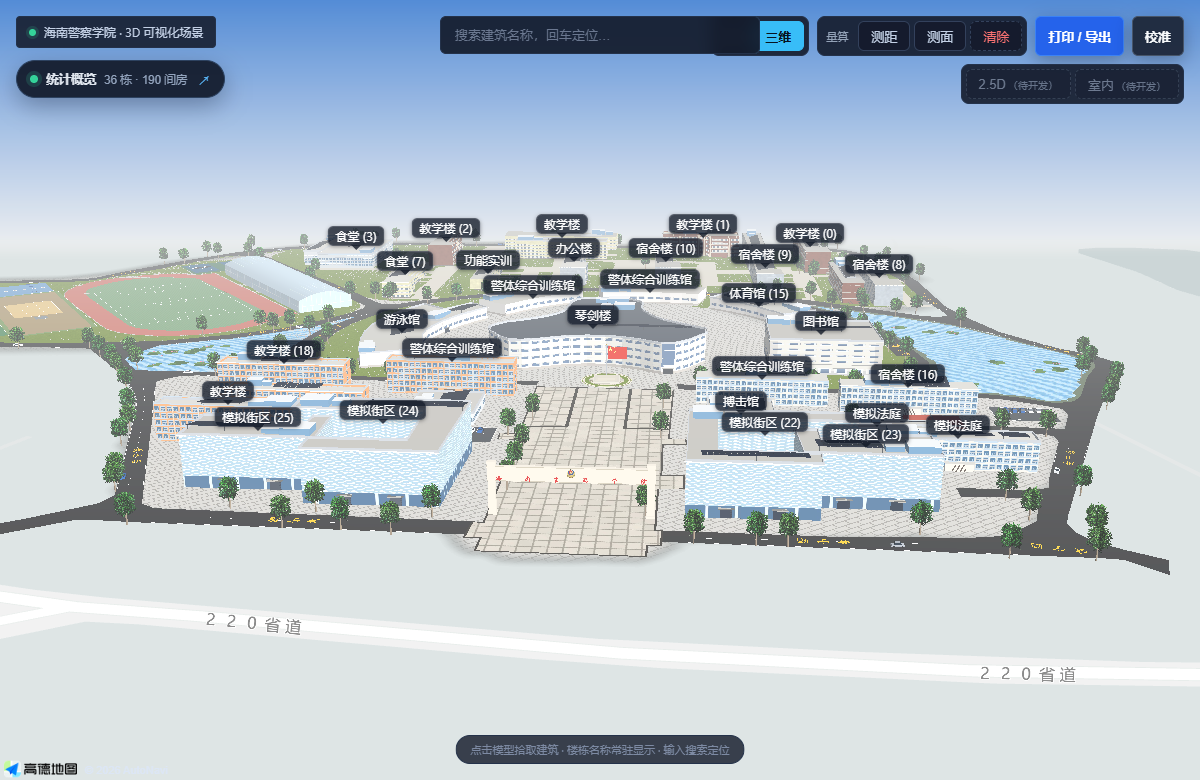 海南警察学院 · 3D 可视化场景
搜索建筑名称，回车定位...
三维
量算
测距
测面
清除
打印 / 导出
校准
统计概览 36 栋 · 190 间房 ↗
2.5D（待开发）
室内（待开发）
食堂 (3)
教学楼 (2)
教学楼
教学楼 (1)
教学楼 (0)
食堂 (7)
功能实训
办公楼
宿舍楼 (10)
宿舍楼 (9)
宿舍楼 (8)
警体综合训练馆
警体综合训练馆
体育馆 (15)
游泳馆
琴剑楼
图书馆
教学楼 (18)
警体综合训练馆
警体综合训练馆
宿舍楼 (16)
教学楼
模拟街区 (25)
模拟街区 (24)
搏击馆
模拟街区 (22)
模拟法庭
模拟街区 (23)
模拟法庭
220省道
220省道
点击模型拾取建筑 · 楼栋名称常驻显示 · 输入搜索定位
高德地图